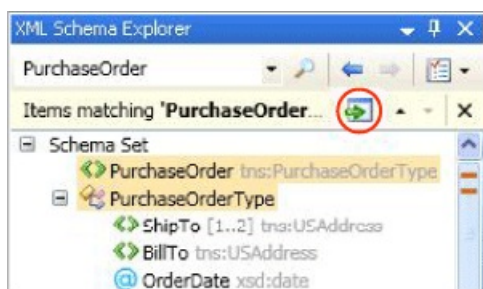 XML Schema Explorer
PurchaseOrder
Items matching 'PurchaseOrder...
Schema Set
PurchaseOrder tns:PurchaseOrderType
PurchaseOrderType
ShipTo [1..2] tns:USAddress
BillTo tns:USAddress
OrderDate xsd:date